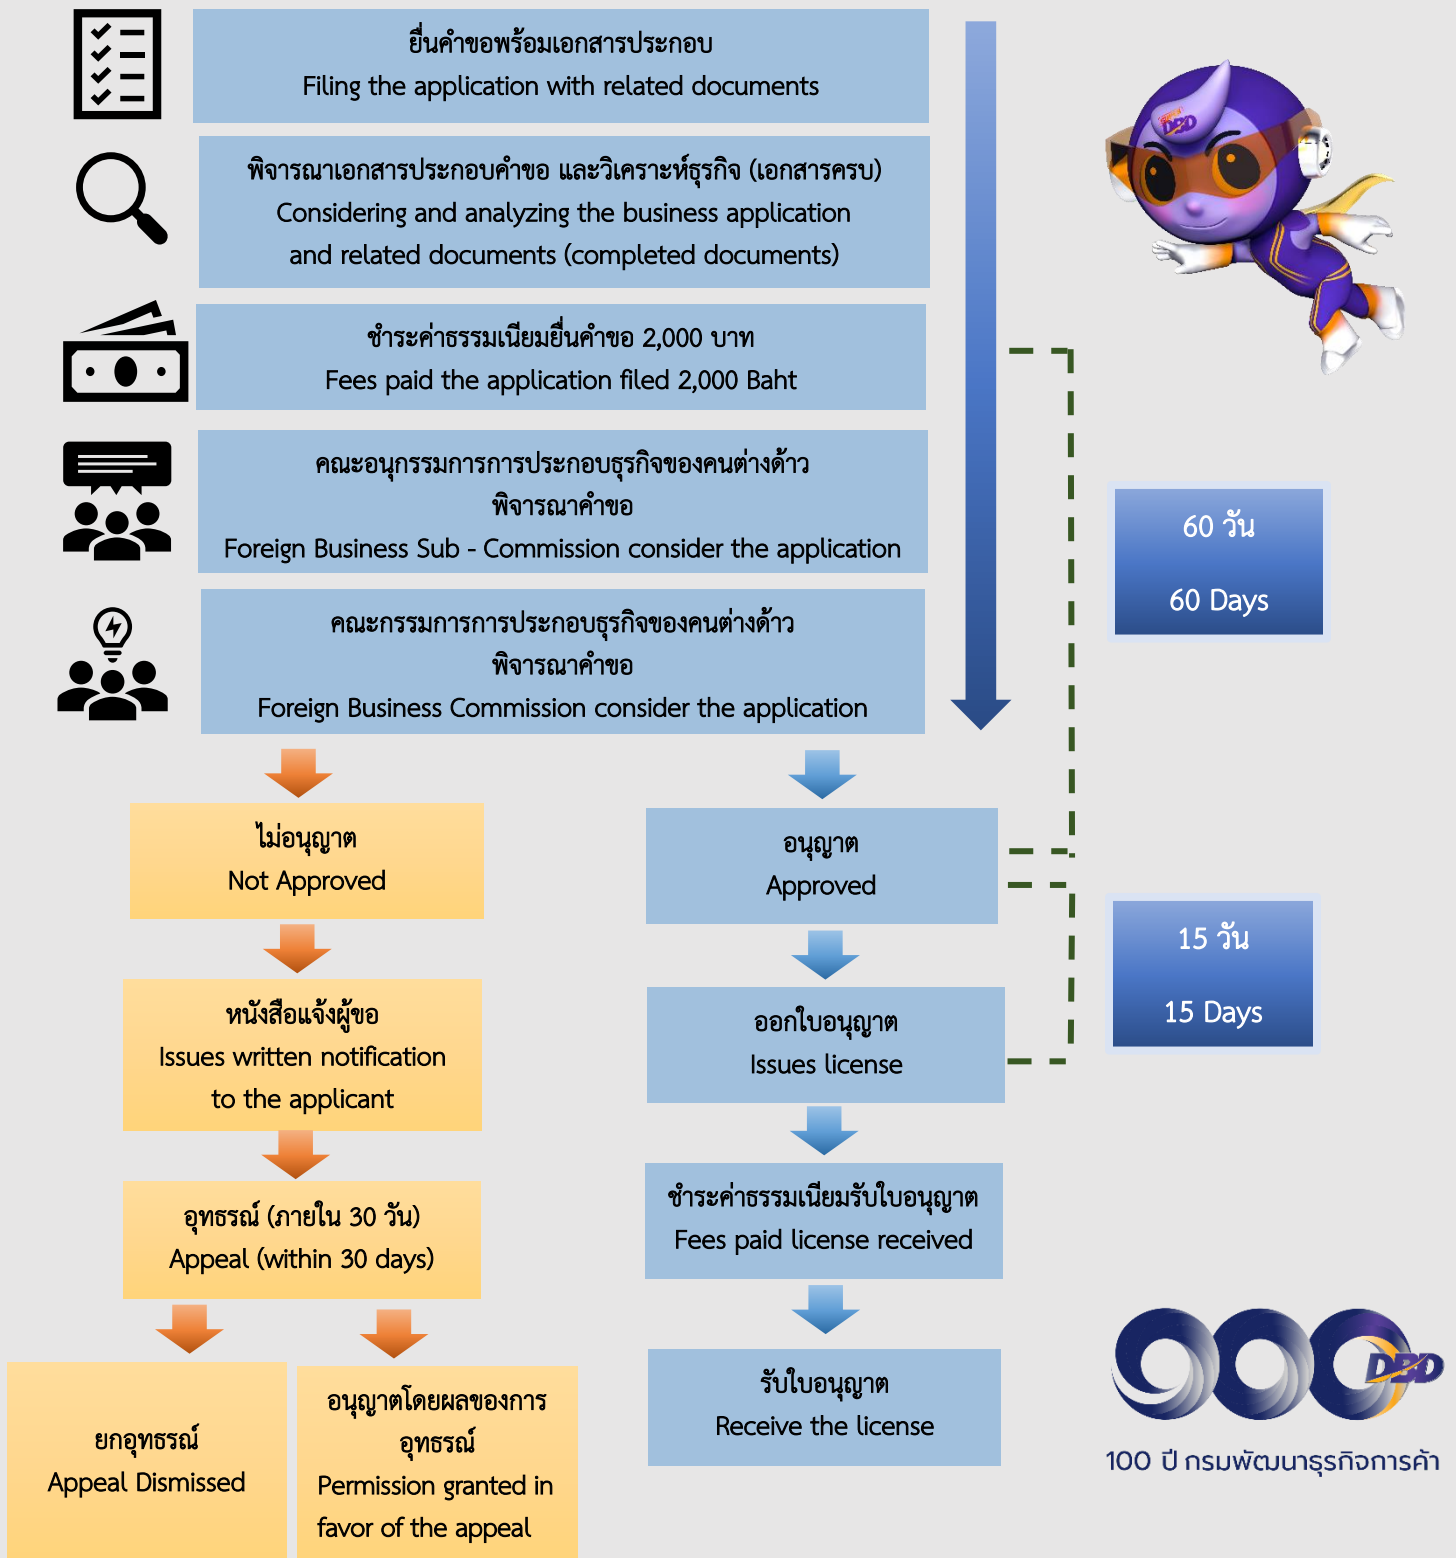 ยื่นคำขอพร้อมเอกสารประกอบ
Filing the application with related documents
พิจารณาเอกสารประกอบคำขอ และวิเคราะห์ธุรกิจ (เอกสารครบ)
Considering and analyzing the business application
and related documents (completed documents)
ชำระค่าธรรมเนียมยื่นคำขอ 2,000 บาท
Fees paid the application filed 2,000 Baht
คณะอนุกรรมการการประกอบธุรกิจของคนต่างด้าว
พิจารณาคำขอ
Foreign Business Sub - Commission consider the application
คณะกรรมการการประกอบธุรกิจของคนต่างด้าว
พิจารณาคำขอ
Foreign Business Commission consider the application
DBD
60 วัน
60 Days
ไม่อนุญาต
Not Approved
หนังสือแจ้งผู้ขอ
Issues written notification
to the applicant
อุทธรณ์ (ภายใน 30 วัน)
Appeal (within 30 days)
ยกอุทธรณ์
Appeal Dismissed
อนุญาตโดยผลของการ
อุทธรณ์
Permission granted in
favor of the appeal
อนุญาต
Approved
ออกใบอนุญาต
Issues license
ชำระค่าธรรมเนียมรับใบอนุญาต
Fees paid license received
รับใบอนุญาต
Receive the license
15 วัน
15 Days
DBD
100 ปี กรมพัฒนาธุรกิจการค้า